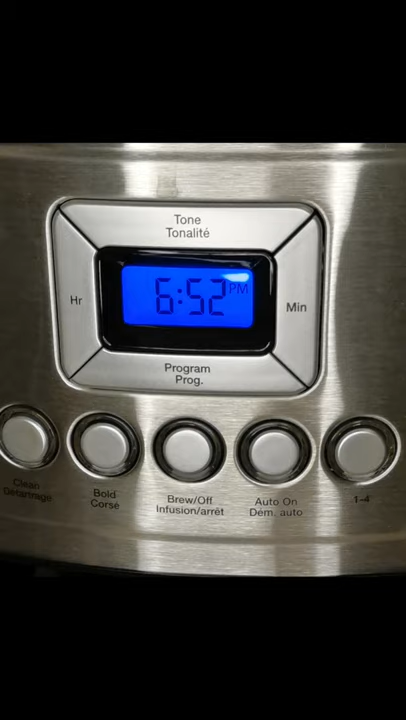 Tone
Tonalité
Hr
6:52 PM
Min
Program
Prog.
Clean
Détartrage
Bold
Corsé
Brew/Off
Infusion/arrêt
Auto On
Dém. auto
1-4